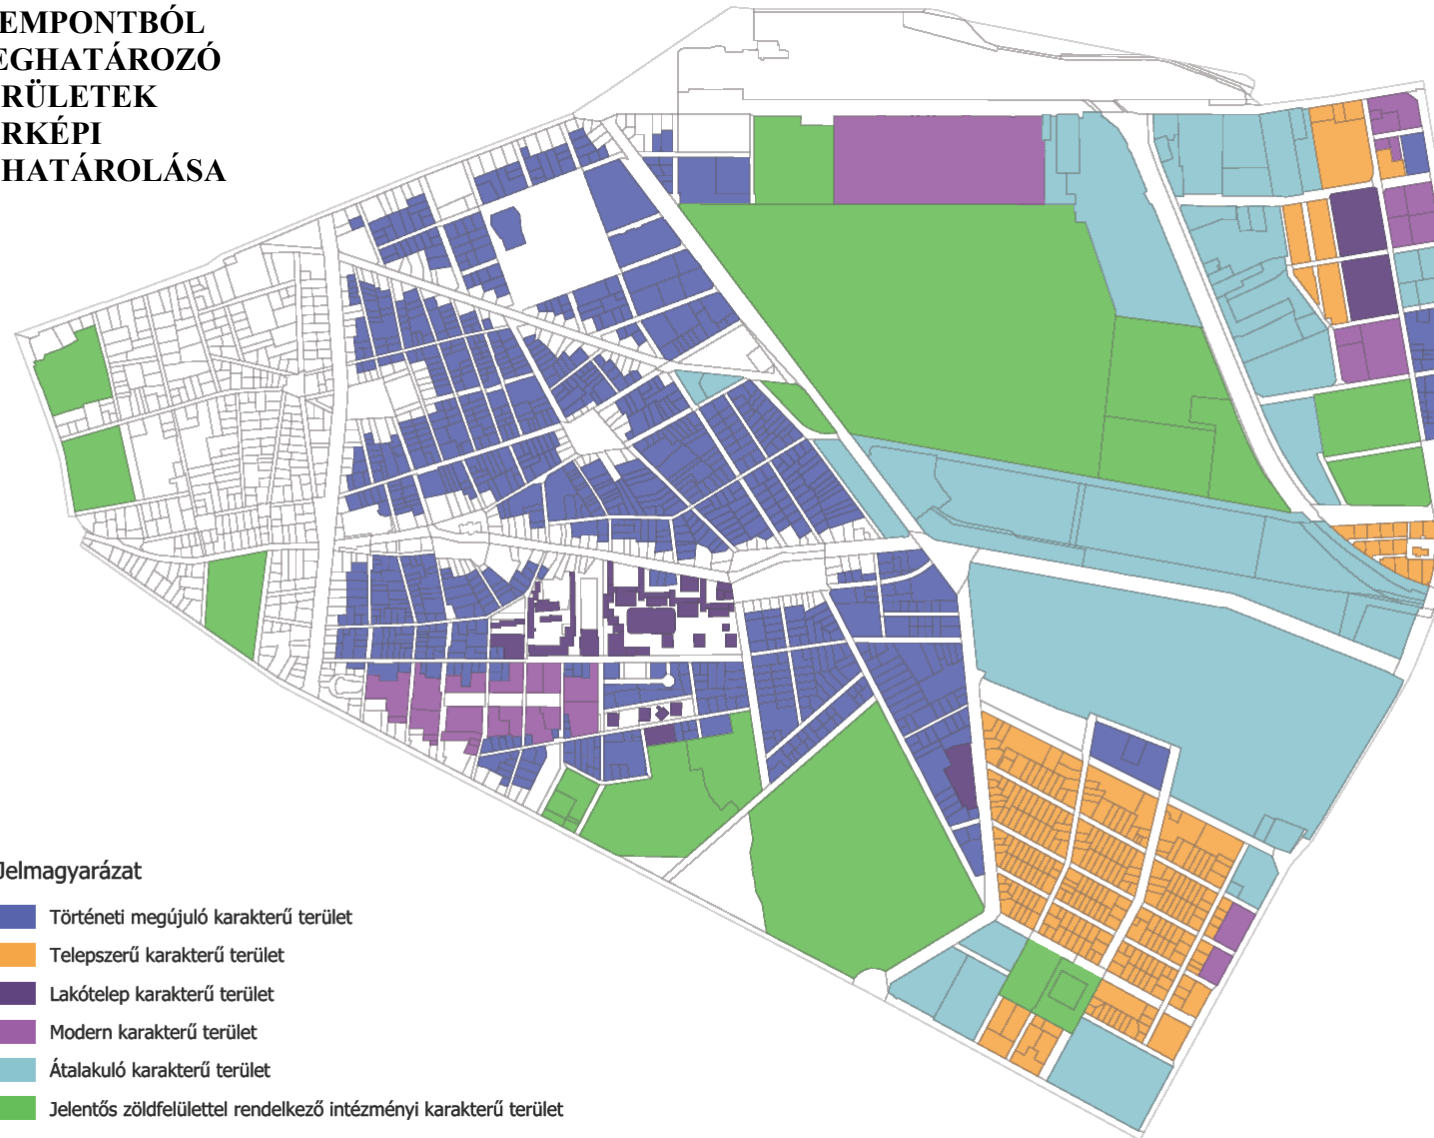 EMPONTBÓL
EGHATÁROZÓ
RÜLETEK
RKÉPI
HATÁROLÁSA
Jelmagyarázat
Történeti megújuló karakterű terület
Telepszerű karakterű terület
Lakótelep karakterű terület
Modern karakterű terület
Átalakuló karakterű terület
Jelentős zöldfelülettel rendelkező intézményi karakterű terület